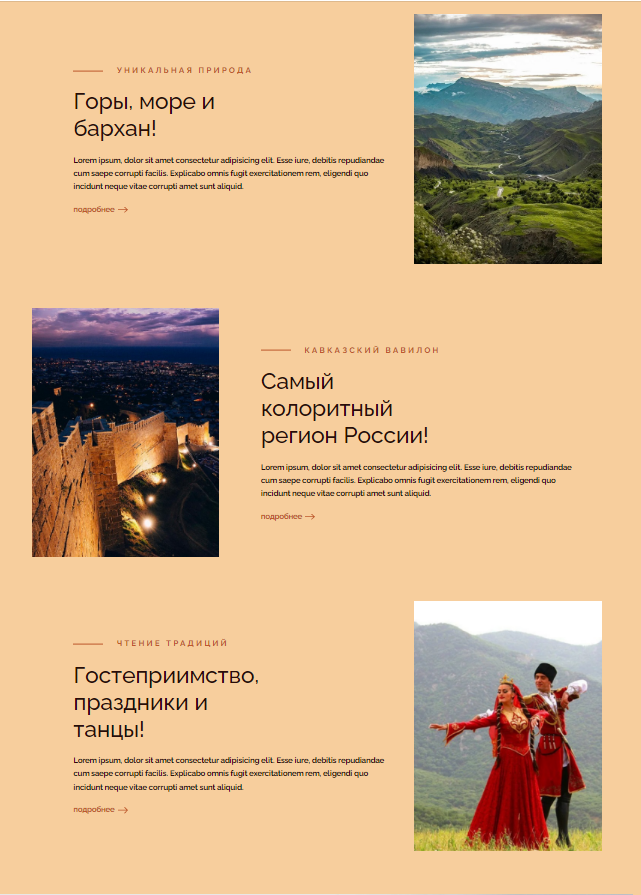 УНИКАЛЬНАЯ ПРИРОДА
Горы, море и
бархан!
Lorem ipsum, dolor sit amet consectetur adipisicing elit. Esse iure, debitis repudiandae
cum saepe corrupti facilis. Explicabo omnis fugit exercitationem rem, eligendi quo
incidunt neque vitae corrupti amet sunt aliquid.
подробнее
КАВКАЗСКИЙ ВАВИЛОН
Самый
колоритный
регион России!
Lorem ipsum, dolor sit amet consectetur adipisicing elit. Esse iure, debitis repudiandae
cum saepe corrupti facilis. Explicabo omnis fugit exercitationem rem, eligendi quo
incidunt neque vitae corrupti amet sunt aliquid.
подробнее
ЧТЕНИЕ ТРАДИЦИЙ
Гостеприимство,
праздники и
танцы!
Lorem ipsum, dolor sit amet consectetur adipisicing elit. Esse iure, debitis repudiandae
cum saepe corrupti facilis. Explicabo omnis fugit exercitationem rem, eligendi quo
incidunt neque vitae corrupti amet sunt aliquid.
подробнее